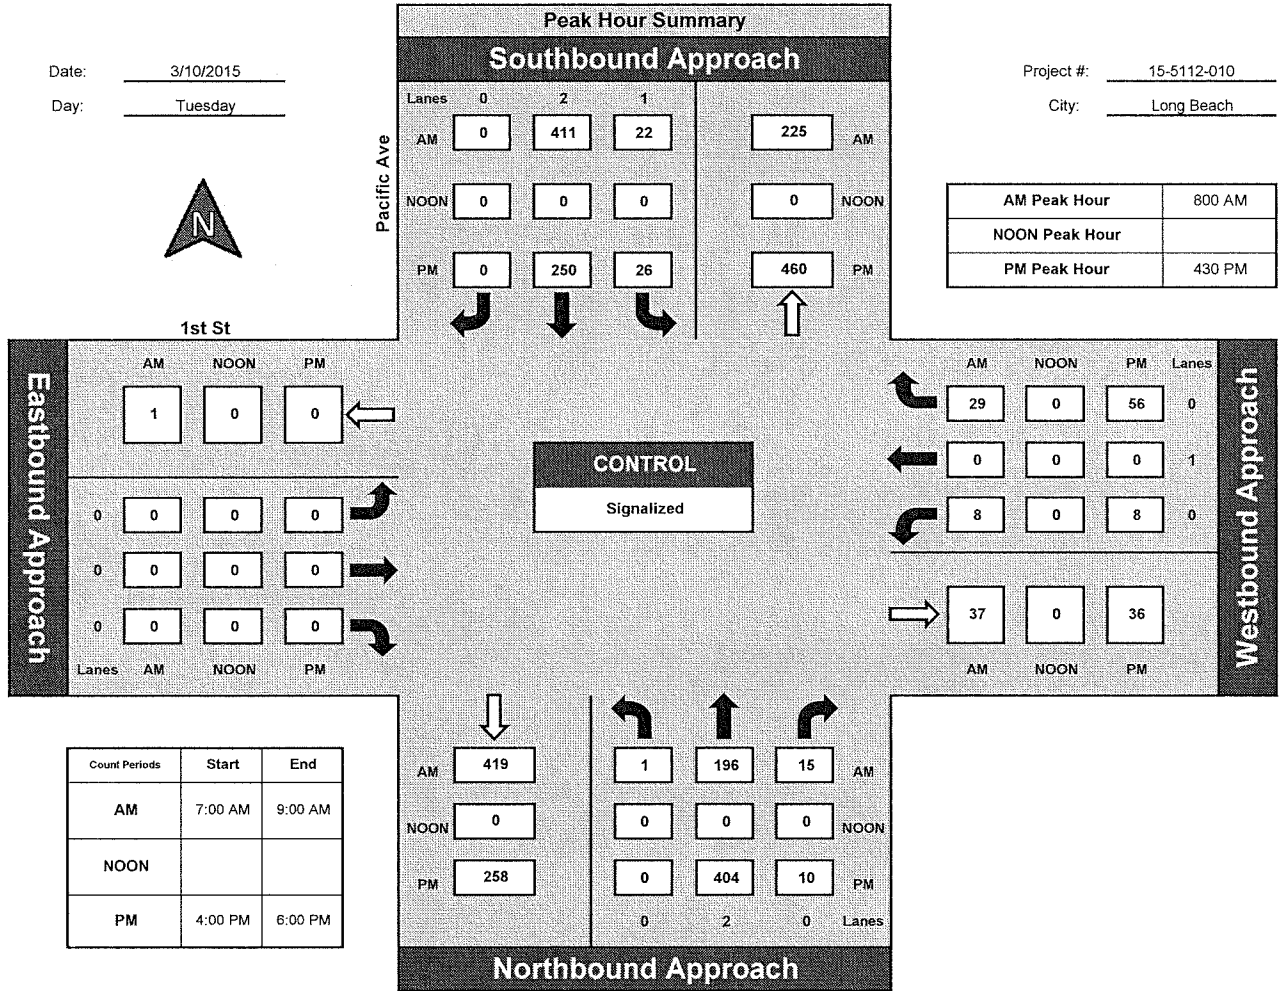 Peak Hour Summary
Southbound Approach
Date: 3/10/2015
Day: Tuesday
Project #: 15-5112-010
City: Long Beach
N
Pacific Ave
Lanes 0 2 1
AM 0 411 22 225 AM
NOON 0 0 0 0 NOON
PM 0 250 26 460 PM
AM Peak Hour 800 AM
NOON Peak Hour
PM Peak Hour 430 PM
1st St
Eastbound Approach
AM NOON PM
1 0 0
0 0 0 0
0 0 0 0
0 0 0 0
Lanes AM NOON PM
CONTROL
Signalized
AM NOON PM Lanes
29 0 56 0
0 0 0 1
8 0 8 0
37 0 36
AM NOON PM
Westbound Approach
Count Periods Start End
AM 7:00 AM 9:00 AM
NOON
PM 4:00 PM 6:00 PM
AM 419 1 196 15 AM
NOON 0 0 0 0 NOON
PM 258 0 404 10 PM
0 2 0 Lanes
Northbound Approach